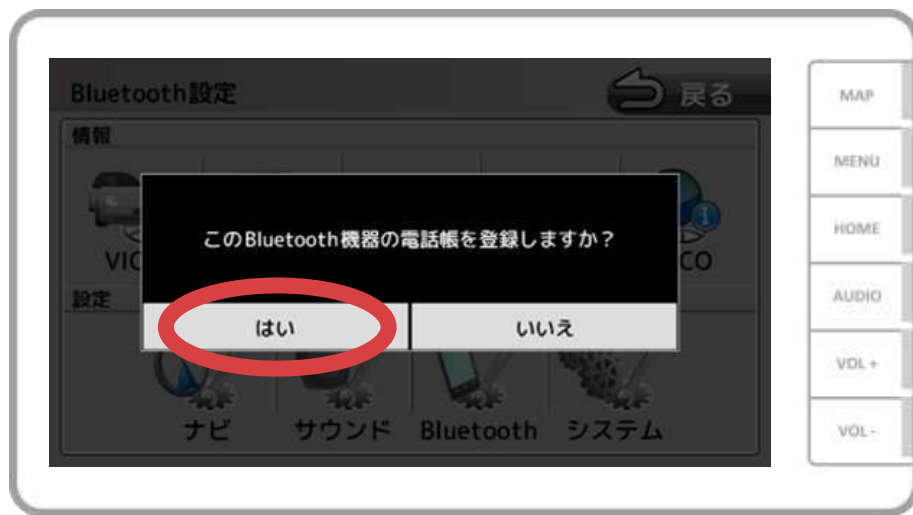 Bluetooth設定
戻る
情報
このBluetooth機器の電話帳を登録しますか？
VIC
CO
設定
はい
いいえ
ナビ
サウンド
Bluetooth
システム
MAP
MENU
HOME
AUDIO
VOL+
VOL-